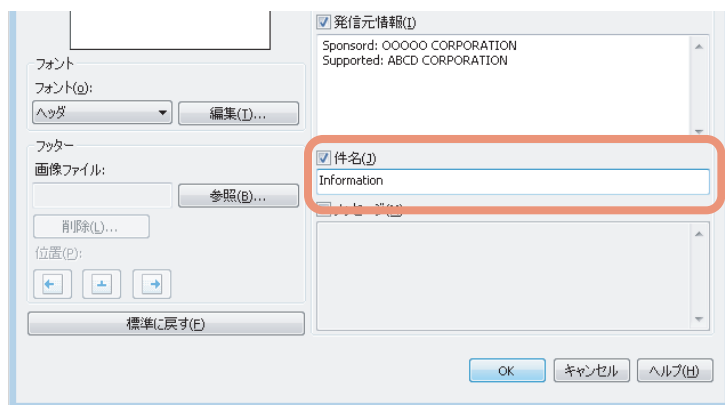 発信元情報(I)
Sponsord: OOOOO CORPORATION
Supported: ABCD CORPORATION
フォント
フォント(o):
ヘッダ
編集(T)...
フッター
画像ファイル:
参照(B)...
削除(L)...
位置(P):
標準に戻す(F)
件名(J)
Information
OK
キャンセル
ヘルプ(H)